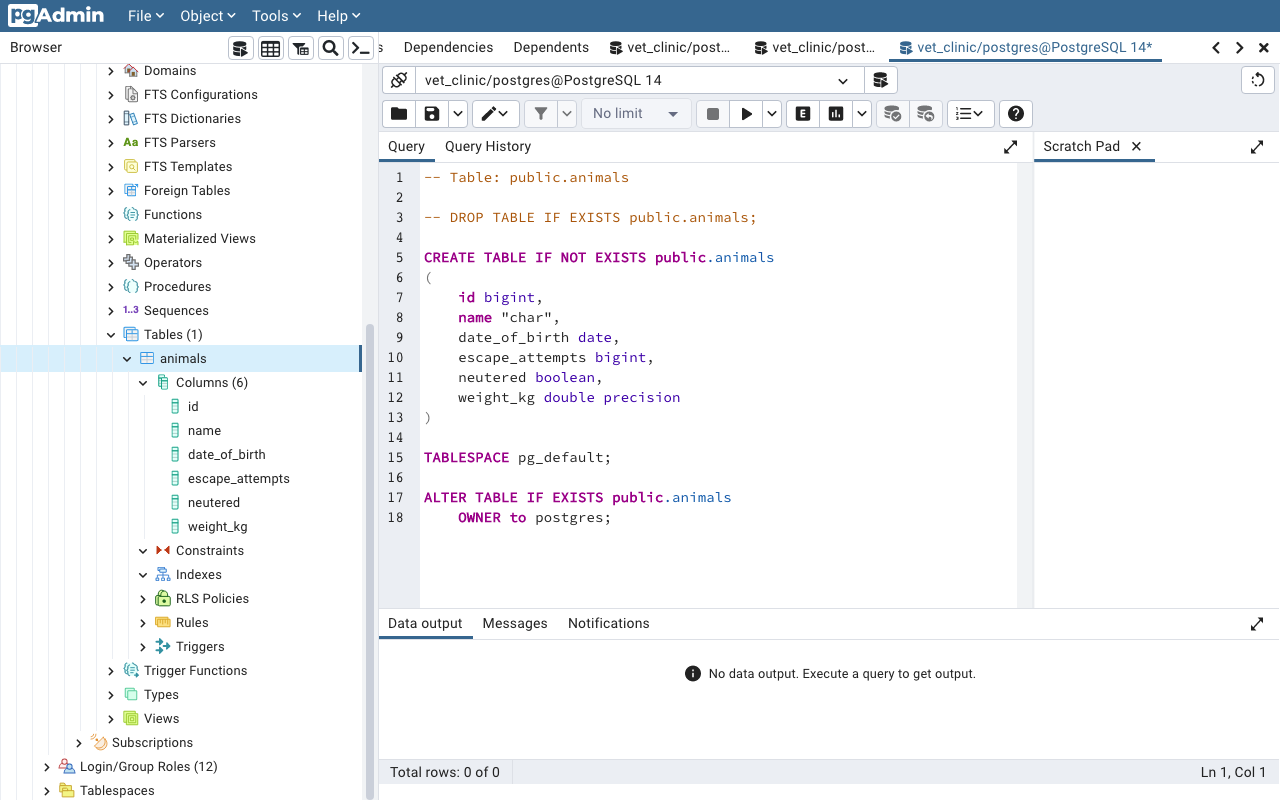 pgAdmin File Object Tools Help
Browser
s Dependencies Dependents vet_clinic/post... vet_clinic/post... vet_clinic/postgres@PostgreSQL 14*
vet_clinic/postgres@PostgreSQL 14
No limit E
Query Query History Scratch Pad
Domains
FTS Configurations
FTS Dictionaries
Aa FTS Parsers
FTS Templates
Foreign Tables
Functions
Materialized Views
Operators
Procedures
1..3 Sequences
Tables (1)
animals
Columns (6)
id
name
date_of_birth
escape_attempts
neutered
weight_kg
Constraints
Indexes
RLS Policies
Rules
Triggers
Trigger Functions
Types
Views
Subscriptions
Login/Group Roles (12)
Tablespaces
1 -- Table: public.animals
2
3 -- DROP TABLE IF EXISTS public.animals;
4
5 CREATE TABLE IF NOT EXISTS public.animals
6 (
7 id bigint,
8 name "char",
9 date_of_birth date,
10 escape_attempts bigint,
11 neutered boolean,
12 weight_kg double precision
13 )
14
15 TABLESPACE pg_default;
16
17 ALTER TABLE IF EXISTS public.animals
18 OWNER to postgres;
Data output Messages Notifications
No data output. Execute a query to get output.
Total rows: 0 of 0 Ln 1, Col 1